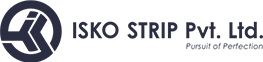 ISKO STRIP Pvt. Ltd.
Pursuit of Perfection